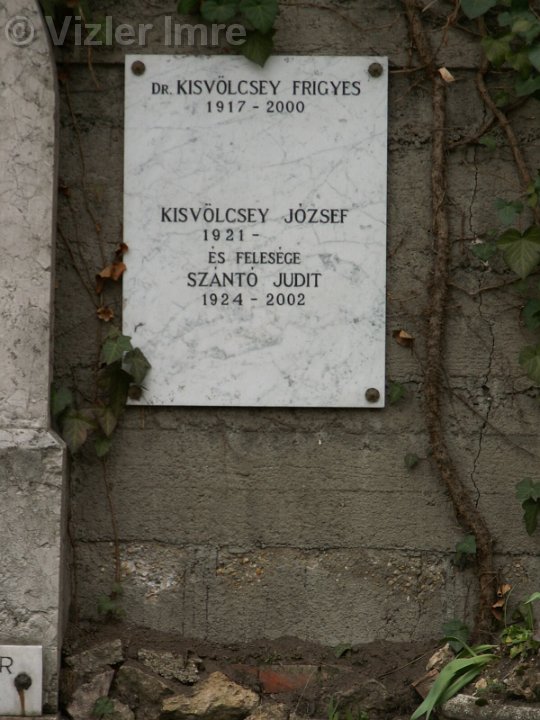 © Vizler Imre
DR. KISVÖLCSEY FRIGYES
1917 - 2000
KISVÖLCSEY JÓZSEF
1921 -
ÉS FELESÉGE
SZÁNTÓ JUDIT
1924 - 2002
R